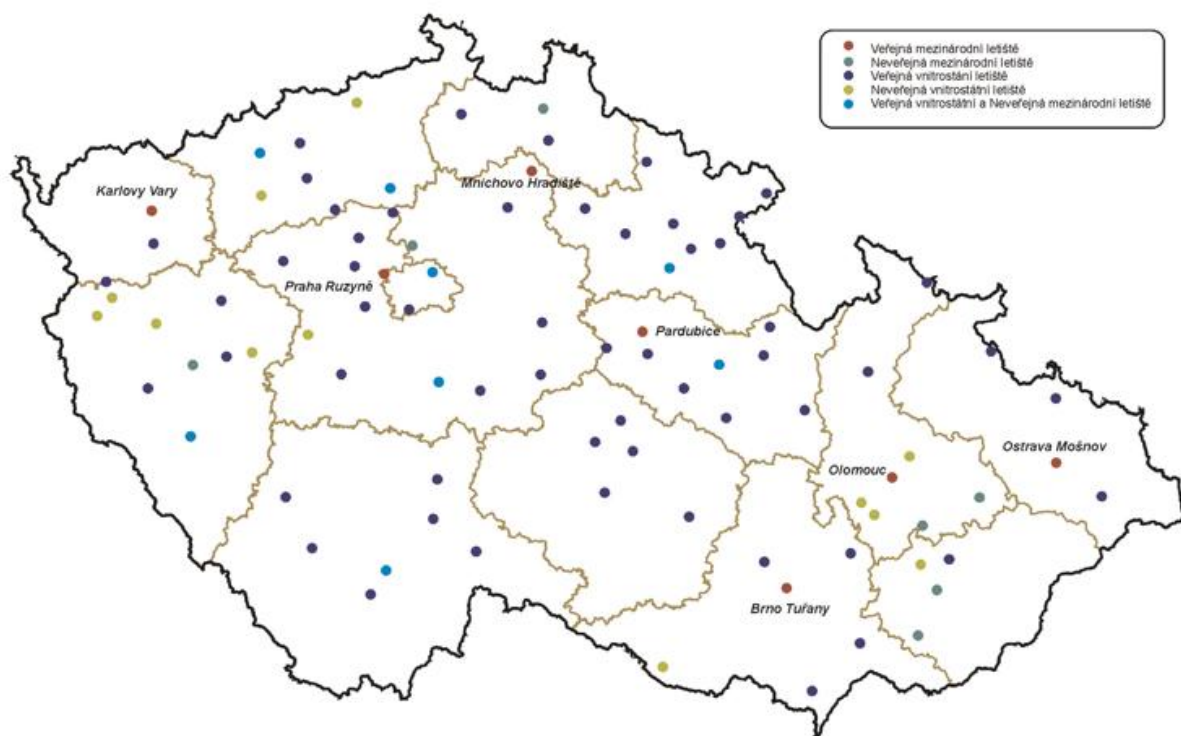 Veřejná mezinárodní letiště
Neveřejná mezinárodní letiště
Veřejná vnitrostání letiště
Neveřejná vnitrostátní letiště
Veřejná vnitrostátní a Neveřejná mezinárodní letiště
Karlovy Vary
Mnichovo Hradiště
Praha Ruzyně
Pardubice
Olomouc
Ostrava Mošnov
Brno Tuřany